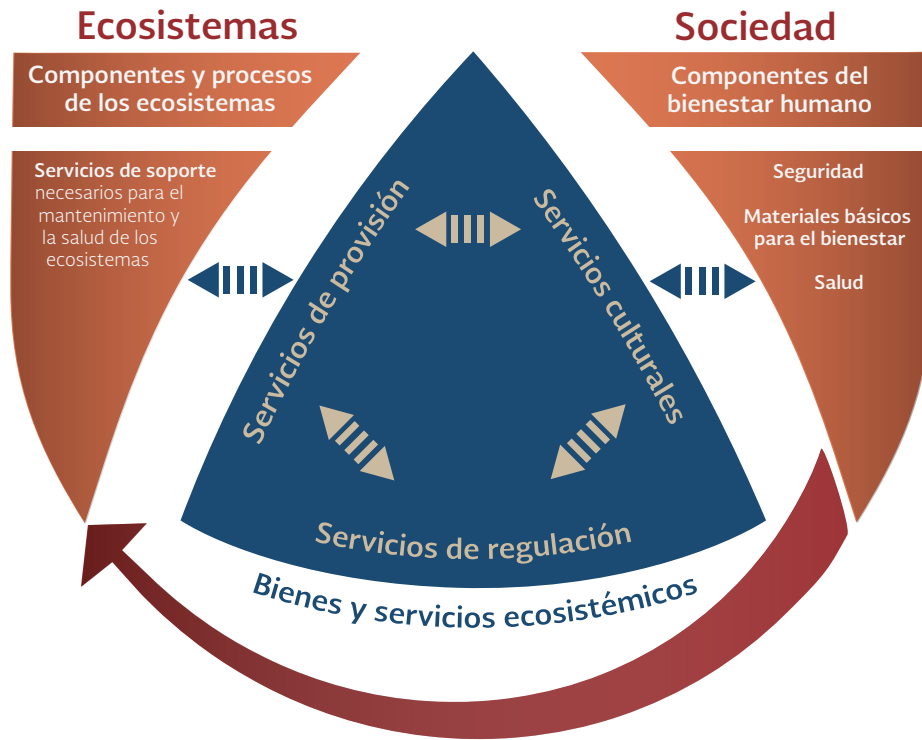 Ecosistemas
Componentes y procesos
de los ecosistemas
Servicios de soporte
necesarios para el
mantenimiento y
la salud de los
ecosistemas
Servicios de provisión
Servicios culturales
Servicios de regulación
Bienes y servicios ecosistémicos
Sociedad
Componentes del
bienestar humano
Seguridad
Materiales básicos
para el bienestar
Salud